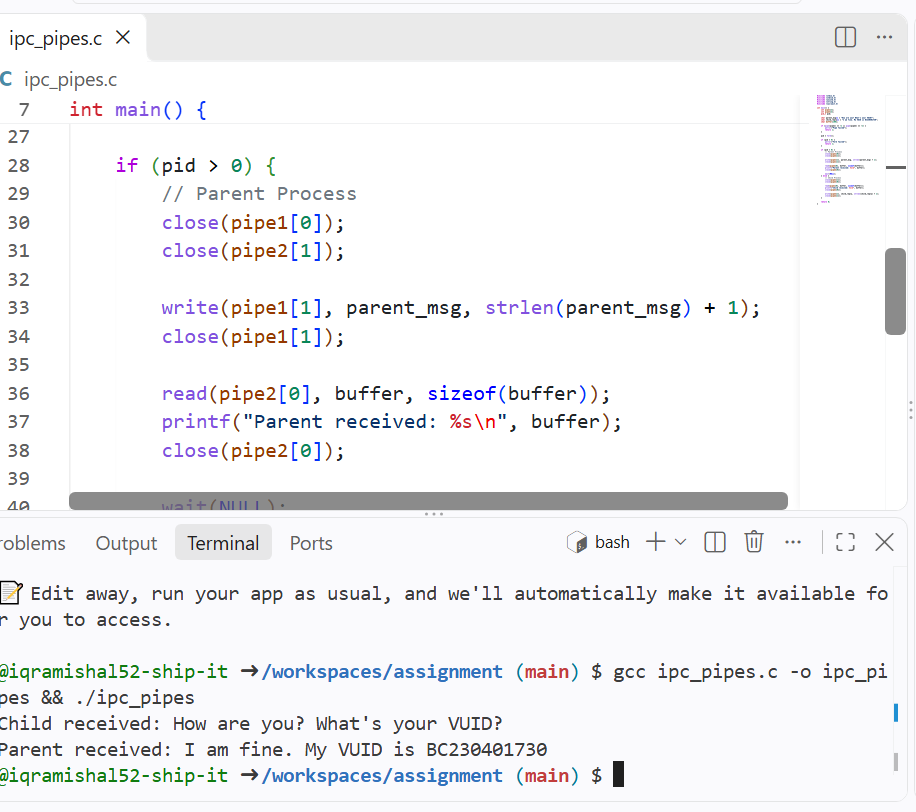 ipc_pipes.c
C ipc_pipes.c
7 int main() {
27
28 if (pid > 0) {
29 // Parent Process
30 close(pipe1[0]);
31 close(pipe2[1]);
32
33 write(pipe1[1], parent_msg, strlen(parent_msg) + 1);
34 close(pipe1[1]);
35
36 read(pipe2[0], buffer, sizeof(buffer));
37 printf("Parent received: %s\n", buffer);
38 close(pipe2[0]);
39
40 wait(NULL);
roblems Output Terminal Ports bash
Edit away, run your app as usual, and we'll automatically make it available fo
r you to access.
@iqramishal52-ship-it ➜/workspaces/assignment (main) $ gcc ipc_pipes.c -o ipc_pi
pes && ./ipc_pipes
Child received: How are you? What's your VUID?
Parent received: I am fine. My VUID is BC230401730
@iqramishal52-ship-it ➜/workspaces/assignment (main) $